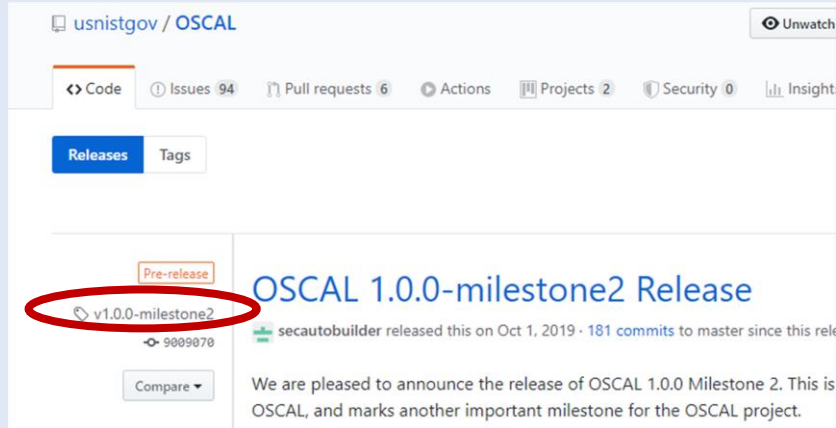 usnistgov / OSCAL
Unwatch
Code Issues 94 Pull requests 6 Actions Projects 2 Security 0 Insights
Releases Tags
Pre-release
OSCAL 1.0.0-milestone2 Release
v1.0.0-milestone2
secautobuilder released this on Oct 1, 2019 · 181 commits to master since this rele
9009070
Compare
We are pleased to announce the release of OSCAL 1.0.0 Milestone 2. This is
OSCAL, and marks another important milestone for the OSCAL project.